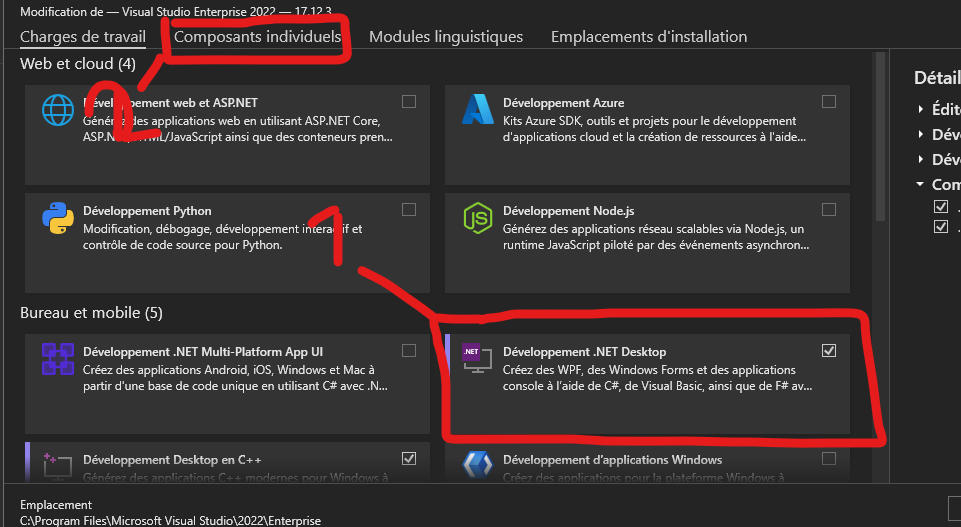 Modification de — Visual Studio Enterprise 2022 — 17.12.3
Charges de travail Composants individuels Modules linguistiques Emplacements d'installation
Web et cloud (4)
Développement web et ASP.NET
Générez des applications web en utilisant ASP.NET Core,
ASP.NET, HTML/JavaScript ainsi que des conteneurs pren...
2
Développement Azure
Kits Azure SDK, outils et projets pour le développement
d'applications cloud et la création de ressources à l'aide...
Développement Python
Modification, débogage, développement interactif et
contrôle de code source pour Python.
1
Développement Node.js
Générez des applications réseau scalables via Node.js, un
runtime JavaScript piloté par des événements asynchron...
Bureau et mobile (5)
Développement .NET Multi-Platform App UI
Créez des applications Android, iOS, Windows et Mac à
partir d'une base de code unique en utilisant C# avec .N...
.NET
Développement .NET Desktop
Créez des WPF, des Windows Forms et des applications
console à l'aide de C#, de Visual Basic, ainsi que de F# av...
Développement Desktop en C++
Générez des applications C++ modernes pour Windows à
Développement d'applications Windows
Créez des applications pour la plateforme Windows à
Emplacement
C:\Program Files\Microsoft Visual Studio\2022\Enterprise
Détail
Édit
Dév
Dév
Com